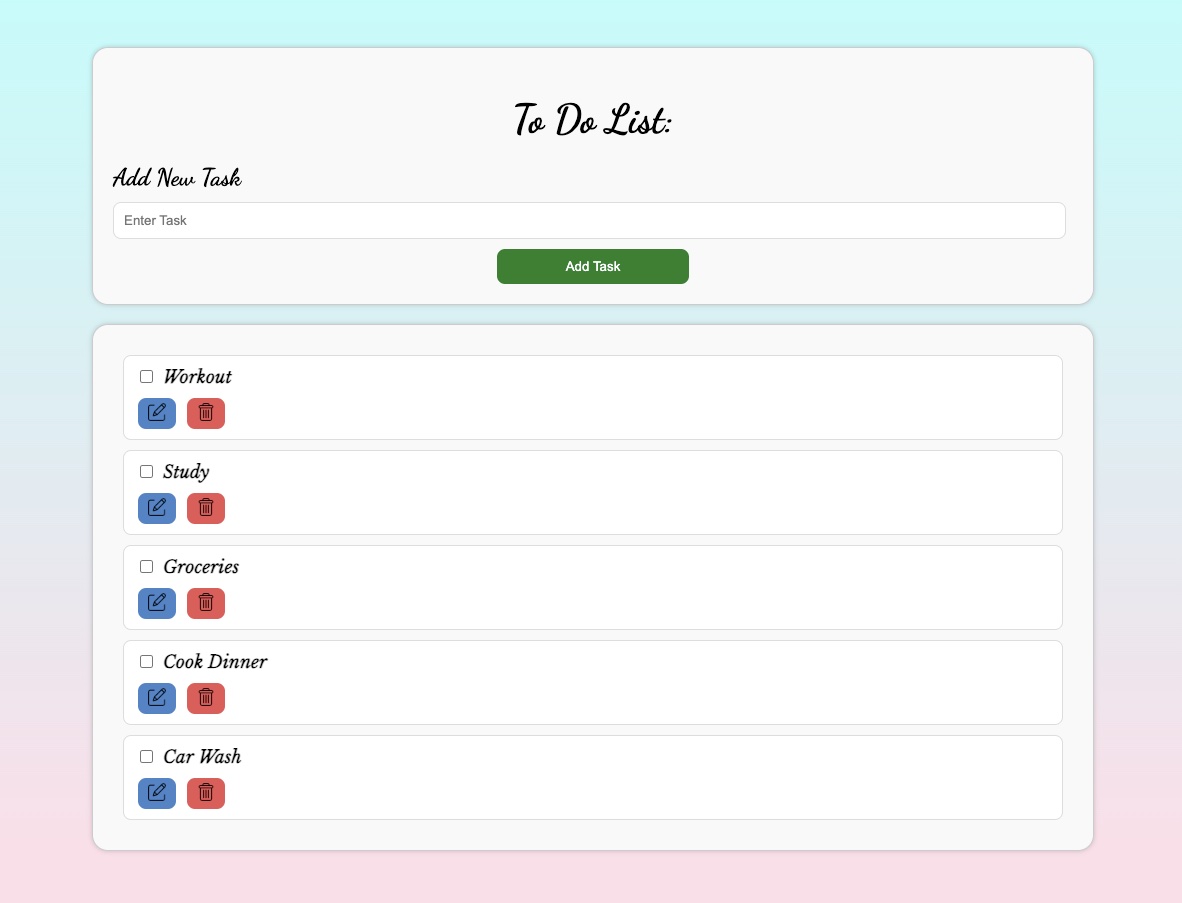 To Do List:
Add New Task
Enter Task
Add Task
Workout
Study
Groceries
Cook Dinner
Car Wash